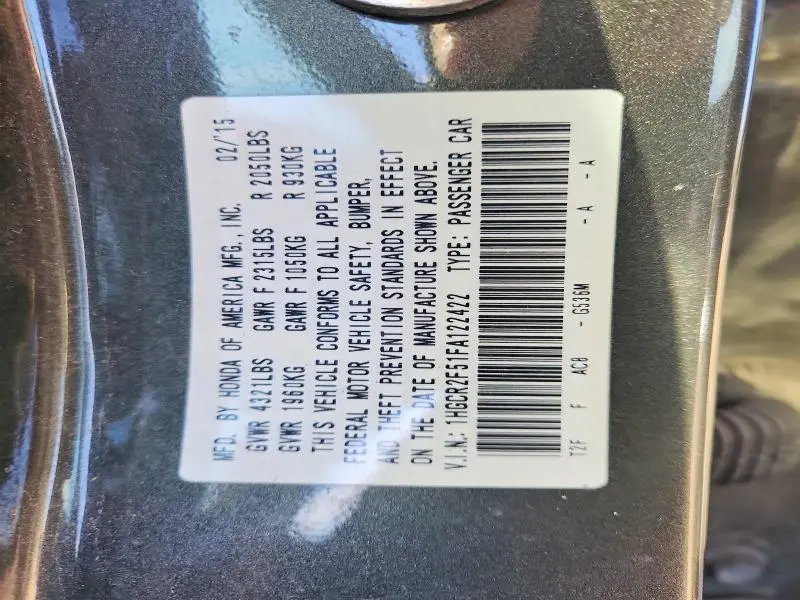 MFD. BY HONDA OF AMERICA MFG., INC. 02/'15
GVWR 4321LBS GAWR F 2315LBS R 2050LBS
GVWR 1960KG GAWR F 1050KG R 930KG
THIS VEHICLE CONFORMS TO ALL APPLICABLE
FEDERAL MOTOR VEHICLE SAFETY, BUMPER,
AND THEFT PREVENTION STANDARDS IN EFFECT
ON THE DATE OF MANUFACTURE SHOWN ABOVE.
V.I.N.: 1HGCR2F51FA122422 TYPE: PASSENGER CAR
T2F F AC8 - G536M - A - A